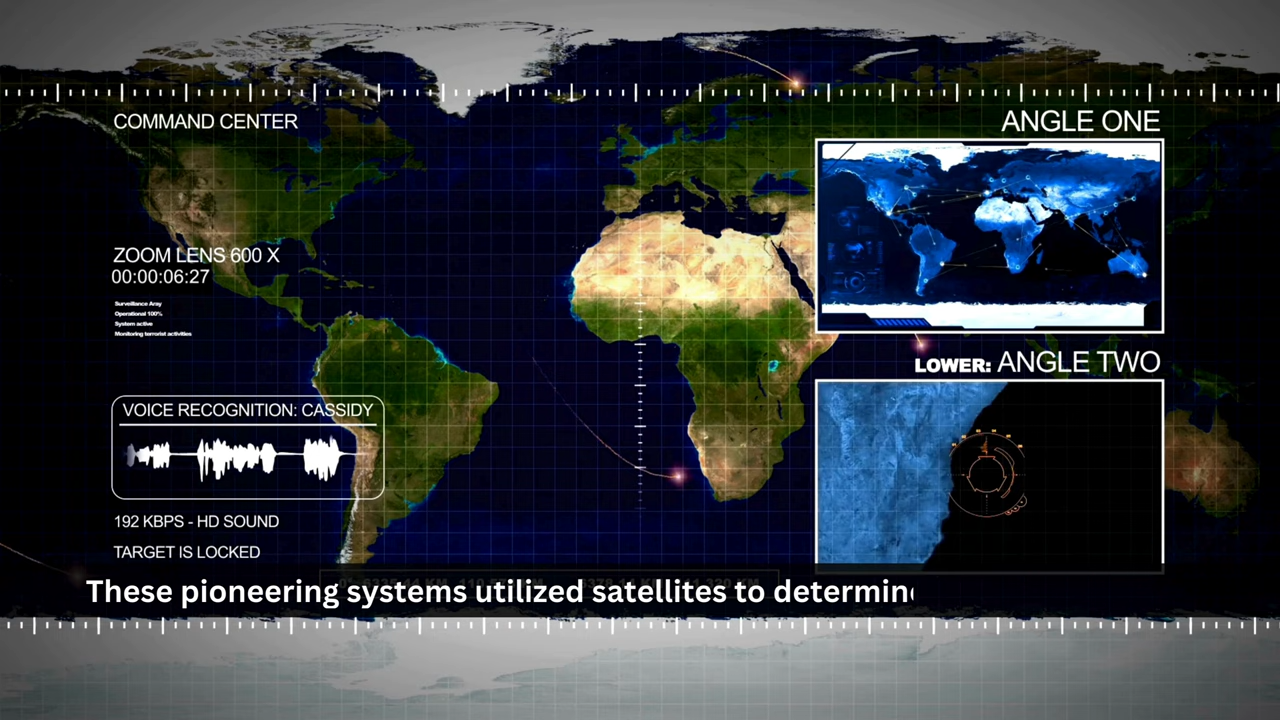 COMMAND CENTER
ANGLE ONE
ZOOM LENS 600 X
00:00:06:27
Surveillance Aray
Operational 100%
System active
Monitoring terrorist activities
LOWER: ANGLE TWO
VOICE RECOGNITION: CASSIDY
192 KBPS - HD SOUND
TARGET IS LOCKED
These pioneering systems utilized satellites to determin